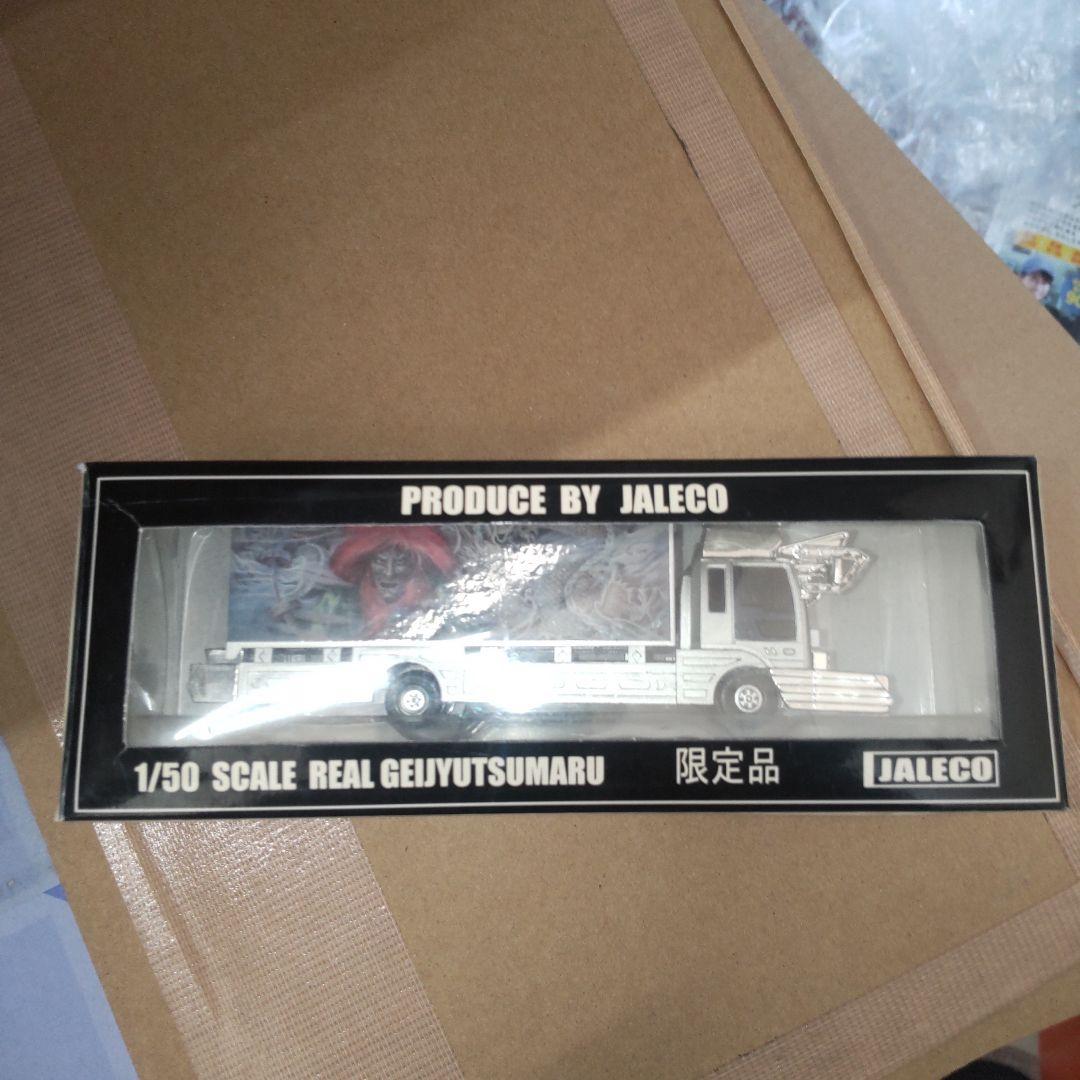 PRODUCE BY JALECO
1/50 SCALE REAL GEIJYUTSUMARU 限定品 JALECO